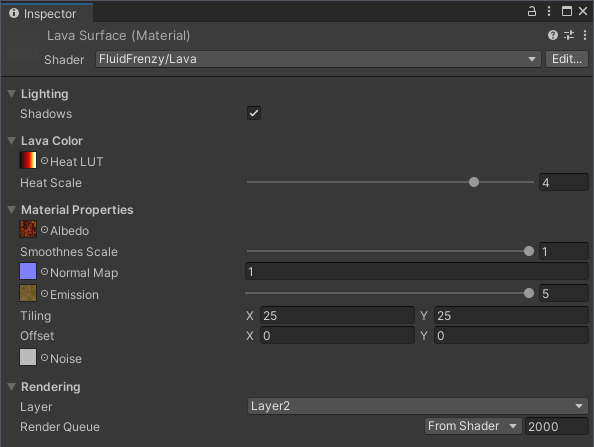 Inspector
Lava Surface (Material)
Shader FluidFrenzy/Lava Edit...
Lighting
Shadows
Lava Color
Heat LUT
Heat Scale 4
Material Properties
Albedo
Smoothnes Scale 1
Normal Map 1
Emission 5
Tiling X 25 Y 25
Offset X 0 Y 0
Noise
Rendering
Layer Layer2
Render Queue From Shader 2000